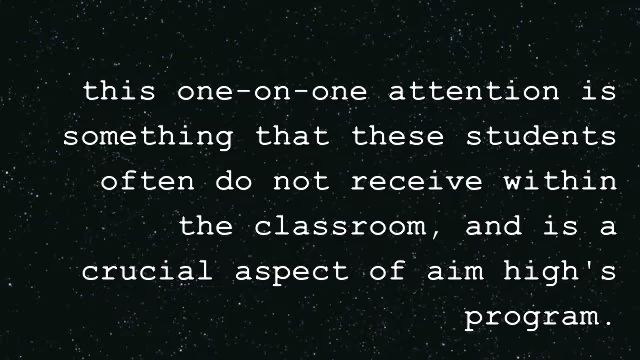 this one-on-one attention is
something that these students
often do not receive within
the classroom, and is a
crucial aspect of aim high's
program.